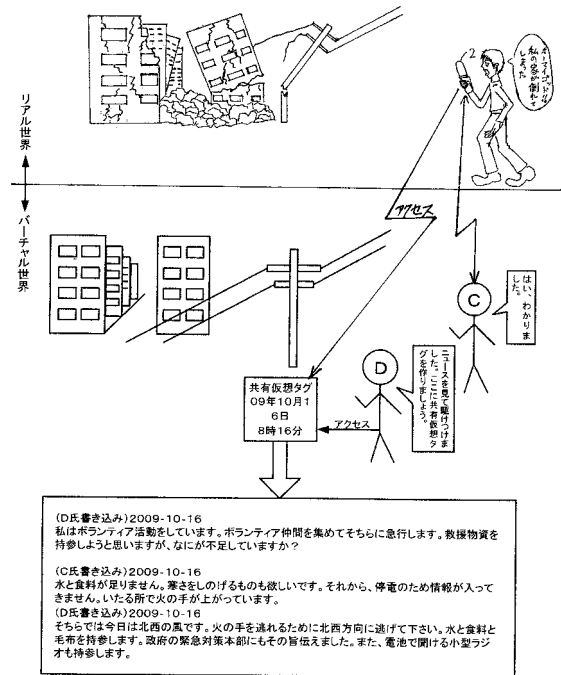 オーマイゴッド!!
私の家が倒れて
しまった
リアル世界
バーチャル世界
アクセス
はい、わかりま
した。
C
ニュースを見て駆けつけま
した。ここに共有仮想タ
グを作りましょう。
D
共有仮想タグ
09年10月1
6日
8時16分
アクセス
(D氏書き込み)2009-10-16
私はボランティア活動をしています。ボランティア仲間を集めてそちらに急行します。救援物資を
持参しようと思いますが、なにが不足していますか?
(C氏書き込み)2009-10-16
水と食料が足りません。寒さをしのげるものも欲しいです。それから、停電のため情報が入って
きません。いたる所で火の手が上がっています。
(D氏書き込み)2009-10-16
そちらでは今日は北西の風です。火の手を逃れるために北西方向に逃げて下さい。水と食料と
毛布を持参します。政府の緊急対策本部にもその旨伝えました。また、電池で聞ける小型ラジ
オも持参します。